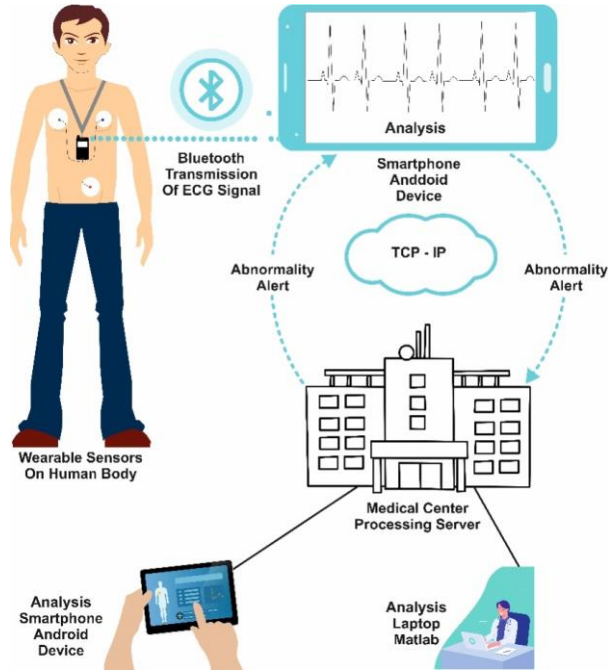 Analysis
Bluetooth
Transmission
Of ECG Signal
Smartphone
Anddoid
Device
TCP - IP
Abnormality
Alert
Abnormality
Alert
Wearable Sensors
On Human Body
Medical Center
Processing Server
Analysis
Smartphone
Android
Device
Analysis
Laptop
Matlab